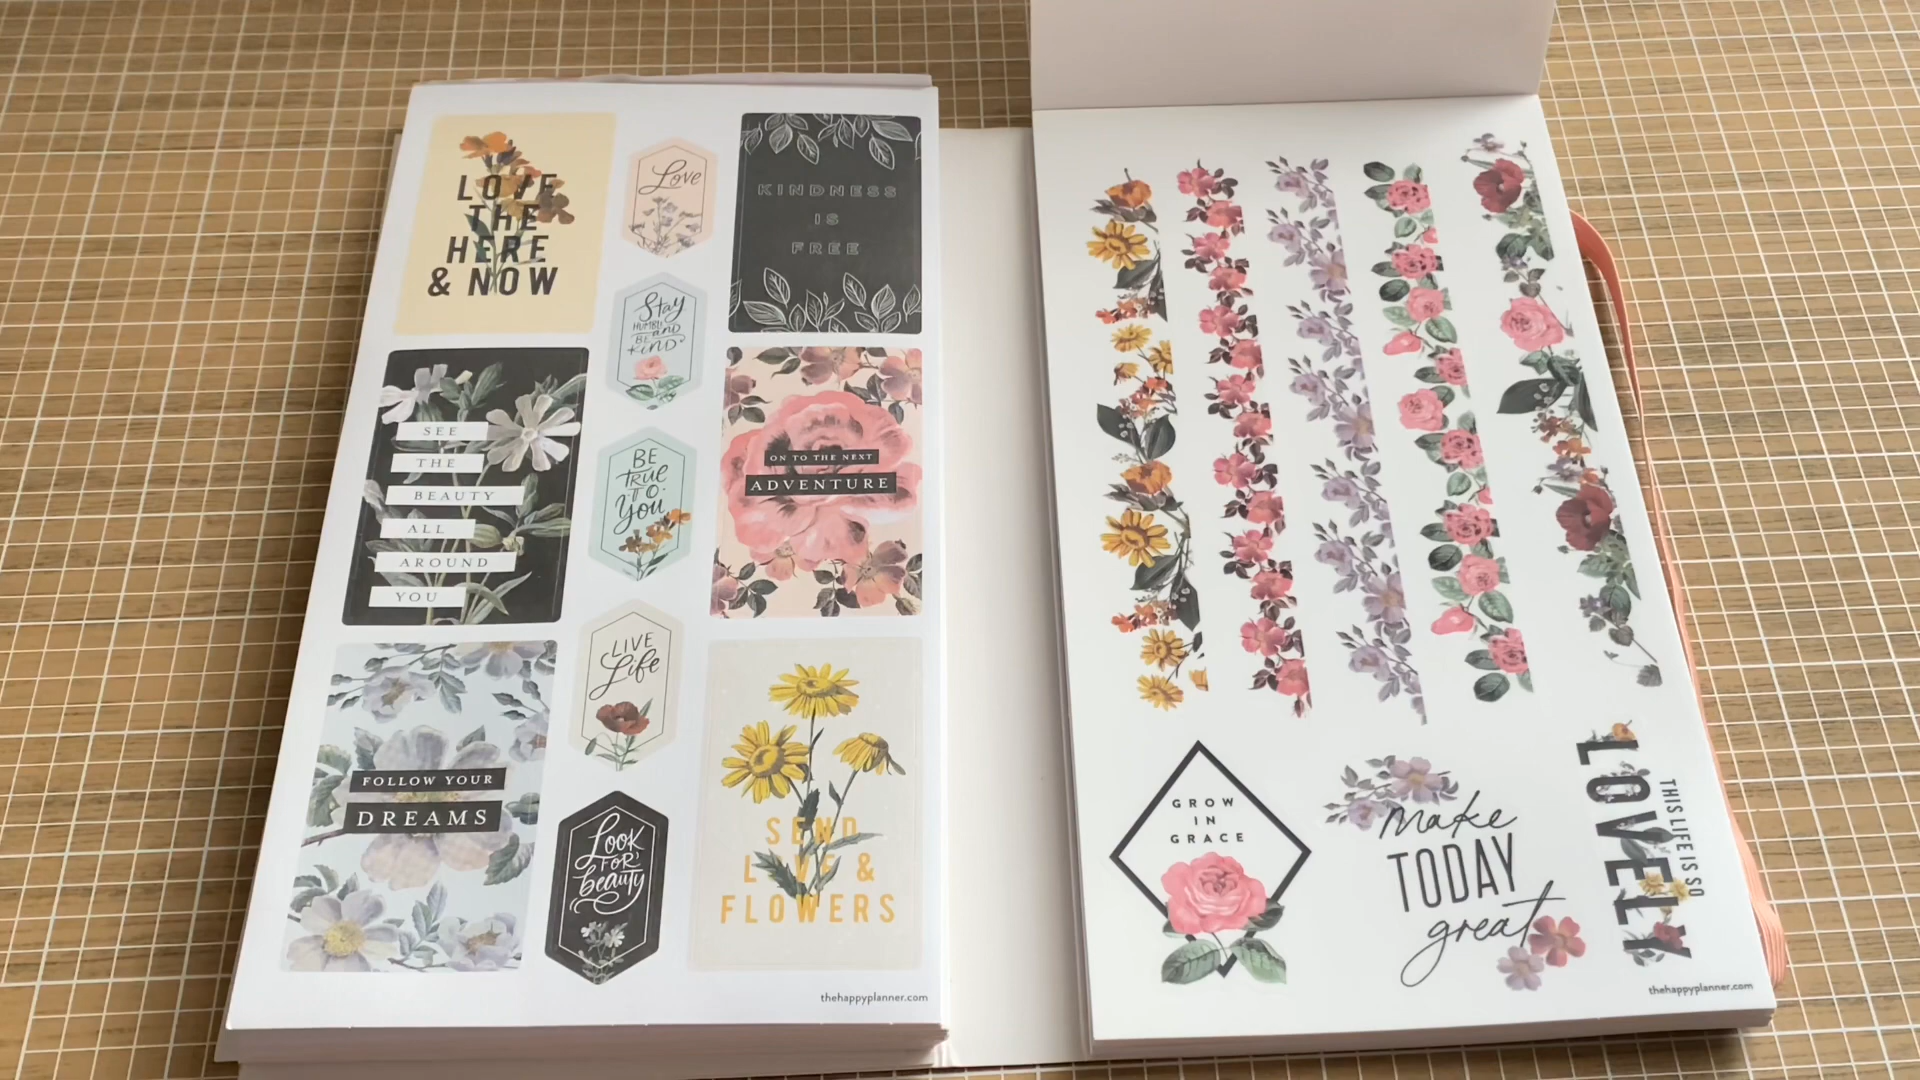 LOVE
THE
HERE
& NOW
Love
KINDNESS
IS
FREE
Stay
HUMBLE and
BE
KIND
SEE
THE
BEAUTY
ALL
AROUND
YOU
BE
TRUE
TO
You
ON TO THE NEXT
ADVENTURE
LIVE
Life
FOLLOW YOUR
DREAMS
Look
FOR
beauty
SEND
LOVE &
FLOWERS
thehappyplanner.com
GROW
IN
GRACE
make
TODAY
great
THIS LIFE IS SO
LOVELY
thehappyplanner.com